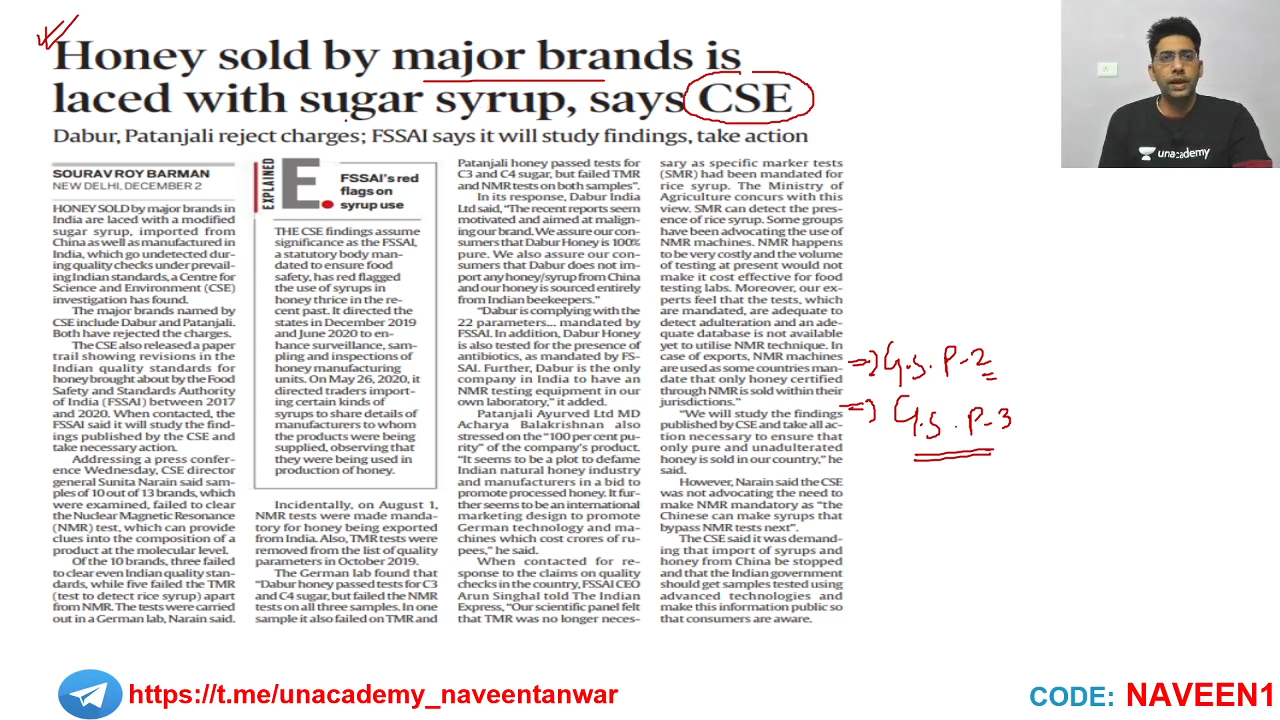 Honey sold by major brands is
laced with sugar syrup, says CSE
Dabur, Patanjali reject charges; FSSAI says it will study findings, take action
SOURAV ROY BARMAN
NEW DELHI, DECEMBER 2
HONEY SOLD by major brands in
India are laced with a modified
sugar syrup, imported from
China as well as manufactured in
India, which go undetected dur-
ing quality checks under prevail-
ing Indian standards, a Centre for
Science and Environment (CSE)
investigation has found.
The major brands named by
CSE include Dabur and Patanjali.
Both have rejected the charges.
The CSE also released a paper
trail showing revisions in the
Indian quality standards for
honey brought about by the Food
Safety and Standards Authority
of India (FSSAI) between 2017
and 2020. When contacted, the
FSSAI said it will study the find-
ings published by the CSE and
take necessary action.
Addressing a press confer-
ence Wednesday, CSE director
general Sunita Narain said sam-
ples of 10 out of 13 brands, which
were examined, failed to clear
the Nuclear Magnetic Resonance
(NMR) test, which can provide
clues into the composition of a
product at the molecular level.
Of the 10 brands, three failed
to clear even Indian quality stan-
dards, while five failed the TMR
(test to detect rice syrup) apart
from NMR. The tests were carried
out in a German lab, Narain said.
EXPLAINED
E.
FSSAI's red
flags on
syrup use
THE CSE findings assume
significance as the FSSAI,
a statutory body man-
dated to ensure food
safety, has red flagged
the use of syrups in
honey thrice in the re-
cent past. It directed the
states in December 2019
and June 2020 to en-
hance surveillance, sam-
pling and inspections of
honey manufacturing
units. On May 26, 2020, it
directed traders import-
ing certain kinds of
syrups to share details of
manufacturers to whom
the products were being
supplied, observing that
they were being used in
production of honey.
Incidentally, on August 1,
NMR tests were made manda-
tory for honey being exported
from India. Also, TMR tests were
removed from the list of quality
parameters in October 2019.
The German lab found that
"Dabur honey passed tests for C3
and C4 sugar, but failed the NMR
tests on all three samples. In one
sample it also failed on TMR and
Patanjali honey passed tests for
C3 and C4 sugar, but failed TMR
and NMR tests on both samples".
In its response, Dabur India
Ltd said, "The recent reports seem
motivated and aimed at malign-
ing our brand. We assure our con-
sumers that Dabur Honey is 100%
pure. We also assure our con-
sumers that Dabur does not im-
port any honey/syrup from China
and our honey is sourced entirely
from Indian beekeepers."
"Dabur is complying with the
22 parameters... mandated by
FSSAI. In addition, Dabur Honey
is also tested for the presence of
antibiotics, as mandated by FS-
SAI. Further, Dabur is the only
company in India to have an
NMR testing equipment in our
own laboratory," it added.
Patanjali Ayurved Ltd MD
Acharya Balakrishnan also
stressed on the "100 per cent pu-
rity" of the company's product.
"It seems to be a plot to defame
Indian natural honey industry
and manufacturers in a bid to
promote processed honey. It fur-
ther seems to be an international
marketing design to promote
German technology and ma-
chines which cost crores of ru-
pees," he said.
When contacted for re-
sponse to the claims on quality
checks in the country, FSSAI CEO
Arun Singhal told The Indian
Express, "Our scientific panel felt
that TMR was no longer neces-
sary as specific marker tests
(SMR) had been mandated for
rice syrup. The Ministry of
Agriculture concurs with this
view. SMR can detect the pres-
ence of rice syrup. Some groups
have been advocating the use of
NMR machines. NMR happens
to be very costly and the volume
of testing at present would not
make it cost effective for food
testing labs. Moreover, our ex-
perts feel that the tests, which
are mandated, are adequate to
detect adulteration and an ade-
quate database is not available
yet to utilise NMR technique. In
case of exports, NMR machines
are used as some countries man-
date that only honey certified
through NMR is sold within their
jurisdictions."
"We will study the findings
published by CSE and take all ac-
tion necessary to ensure that
only pure and unadulterated
honey is sold in our country," he
said.
However, Narain said the CSE
was not advocating the need to
make NMR mandatory as "the
Chinese can make syrups that
bypass NMR tests next".
The CSE said it was demand-
ing that import of syrups and
honey from China be stopped
and that the Indian government
should get samples tested using
advanced technologies and
make this information public so
that consumers are aware.
=> G.S. P-2
=> G.S. P-3
unacademy
https://t.me/unacademy_naveentanwar
CODE: NAVEEN1